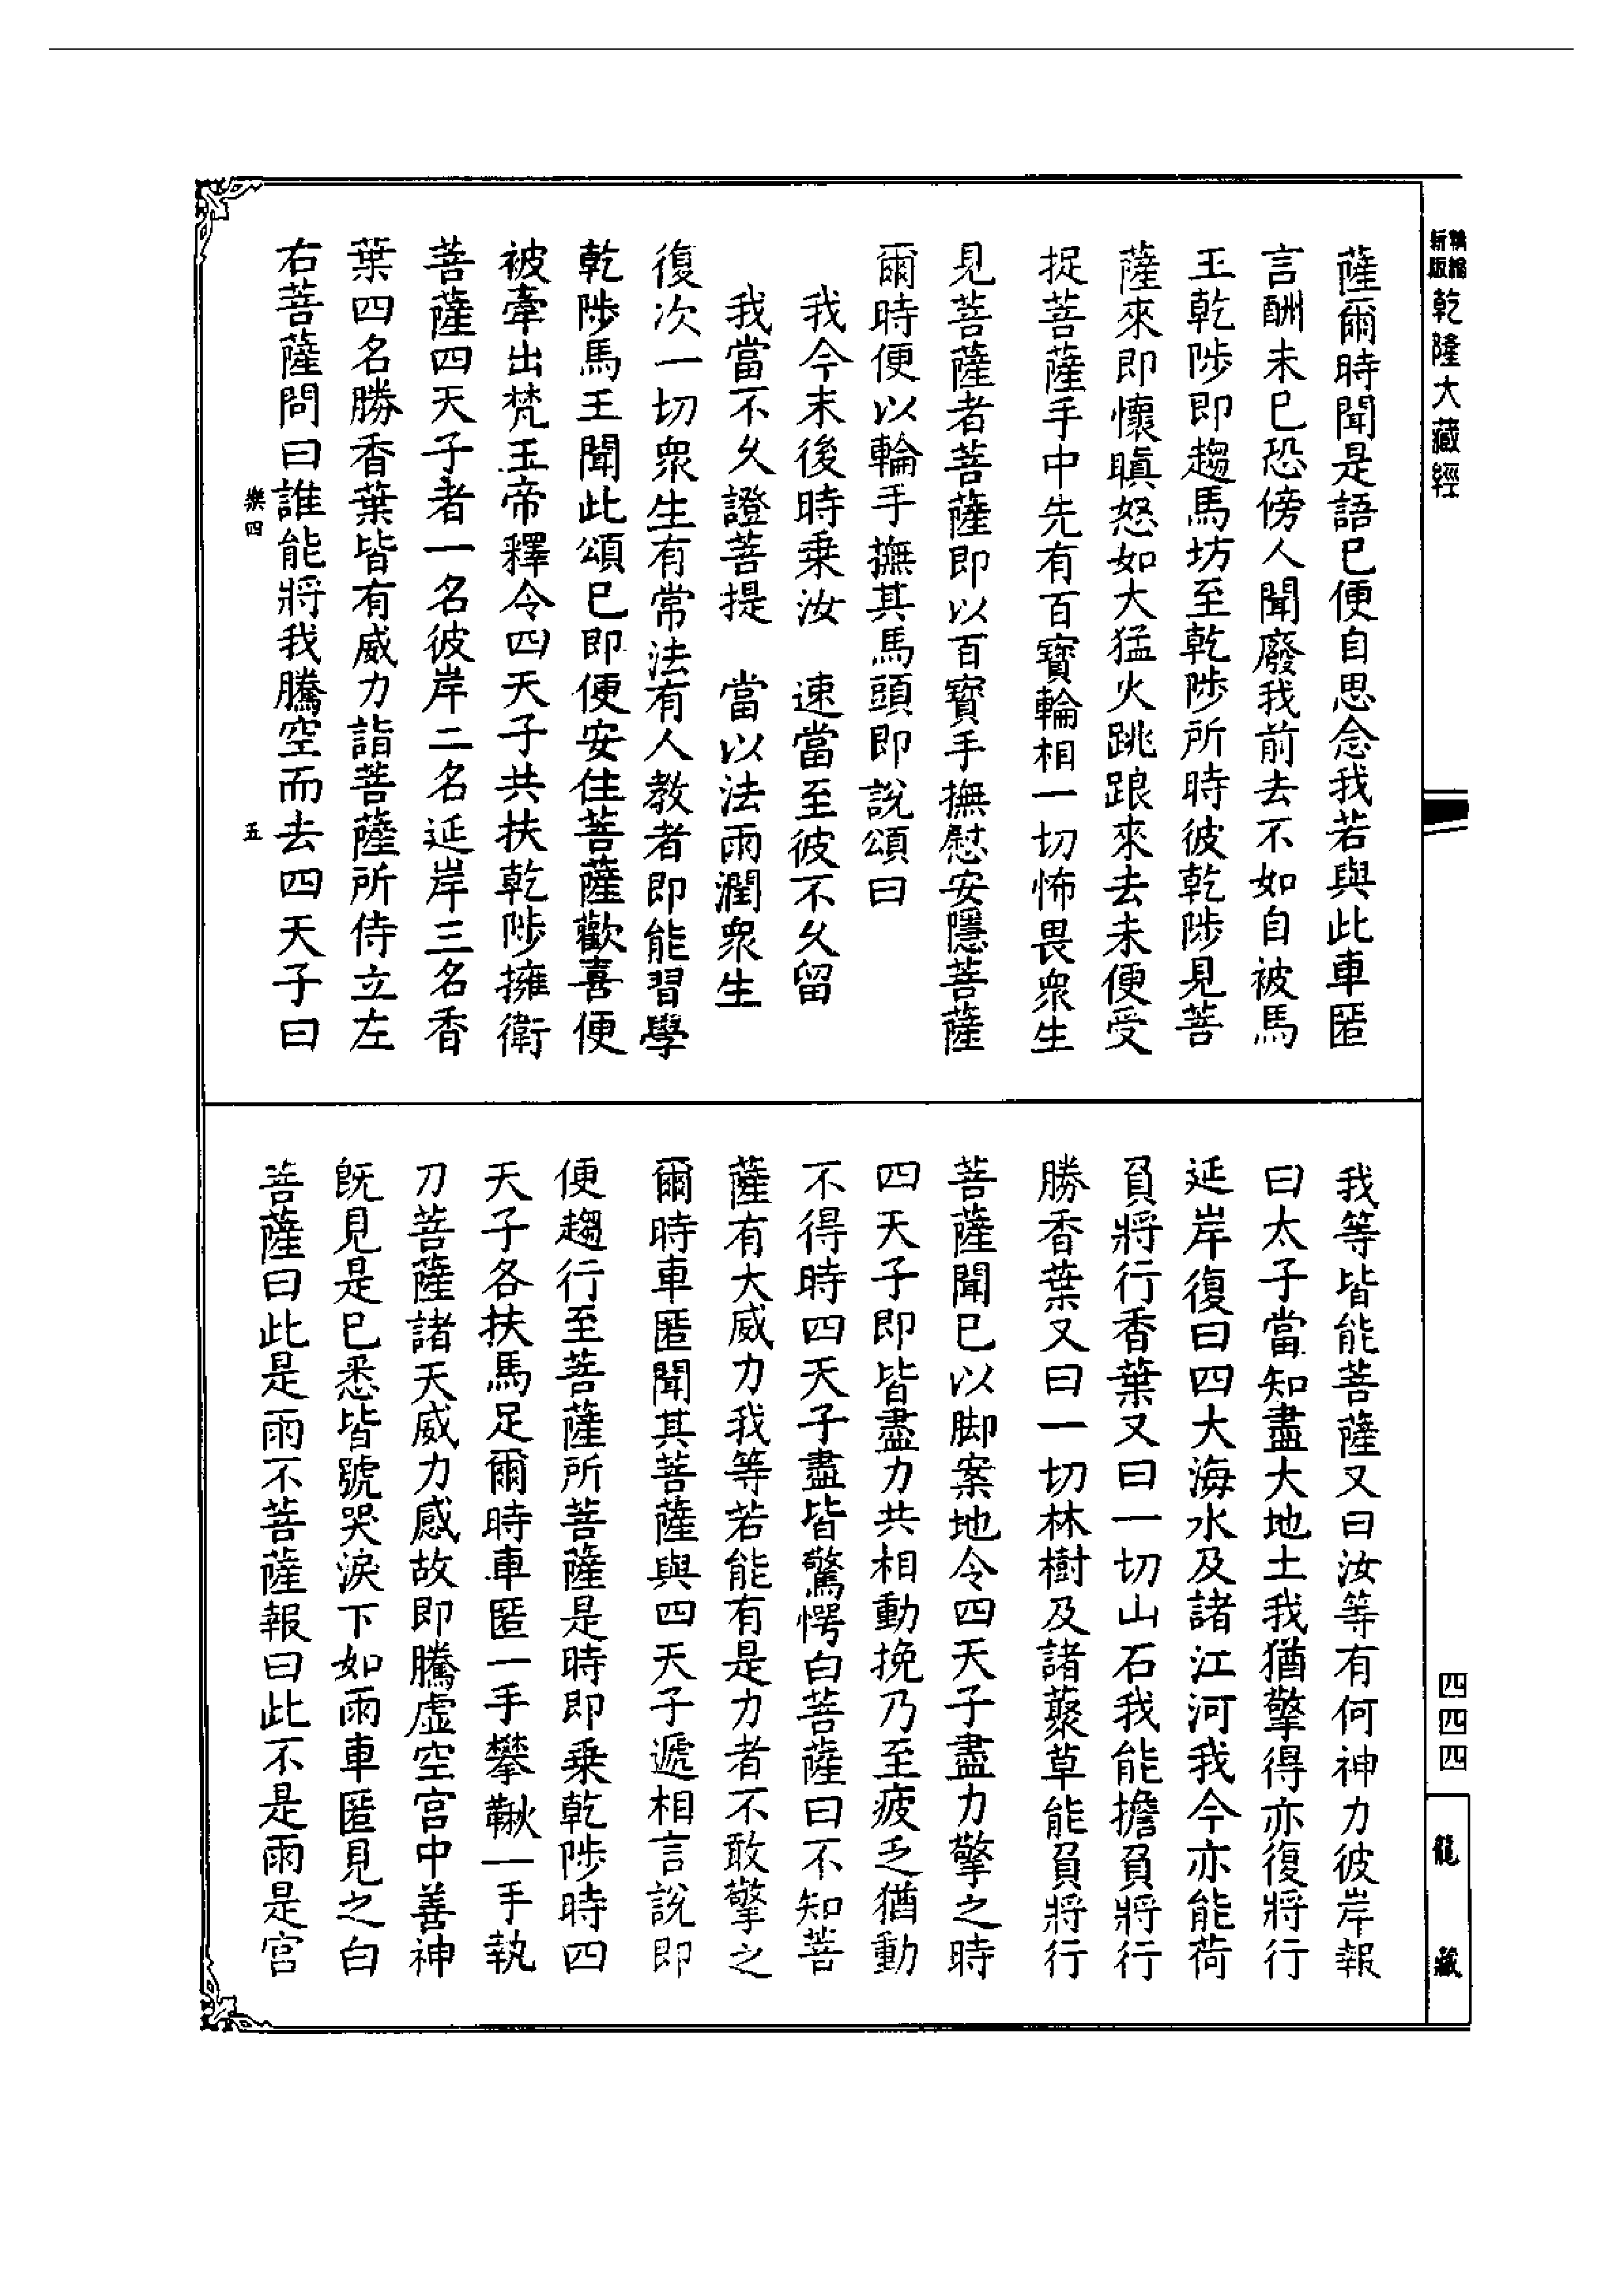 新版精縮
乾隆大藏經
薩爾時聞是語已便自思念我若與此車匿
言酬未已恐傍人聞廢我前去不如自被馬
王乾陟即趨馬坊至乾陟所時彼乾陟見菩
薩來即懷瞋怒如大猛火跳踉來去未便受
捉菩薩手中先有百寶輪相一切怖畏眾生
見菩薩者菩薩即以百寶手撫慰安隱菩薩
爾時便以輪手撫其馬頭即說頌曰
我今末後時乗汝　速當至彼不久留
我當不久證菩提　當以法雨潤眾生
復次一切眾生有常法有人教者即能習學
乾陟馬王聞此頌已即便安住菩薩歡喜便
被牽出梵王帝釋令四天子共扶乾陟擁衛
菩薩四天子者一名彼岸二名延岸三名香
葉四名勝香葉皆有威力詣菩薩所侍立左
右菩薩問曰誰能將我騰空而去四天子曰
樂四　五
我等皆能菩薩又曰汝等有何神力彼岸報
曰太子當知盡大地土我猶擎得亦復將行
延岸復曰四大海水及諸江河我今亦能荷
負將行香葉又曰一切山石我能擔負將行
勝香葉又曰一切林樹及諸藂草能負將行
菩薩聞已以脚案地令四天子盡力擎之時
四天子即皆盡力共相動挽乃至疲乏猶動
不得時四天子盡皆驚愕白菩薩曰不知菩
薩有大威力我等若能有是力者不敢擎之
爾時車匿聞其菩薩與四天子遞相言說即
便趨行至菩薩所菩薩是時即乗乾陟時四
天子各扶馬足爾時車匿一手攀鞦一手執
刀菩薩諸天威力感故即騰虛空宮中善神
既見是已悉皆號哭淚下如雨車匿見之白
菩薩曰此是雨不菩薩報曰此不是雨是宮
四四四
龍藏